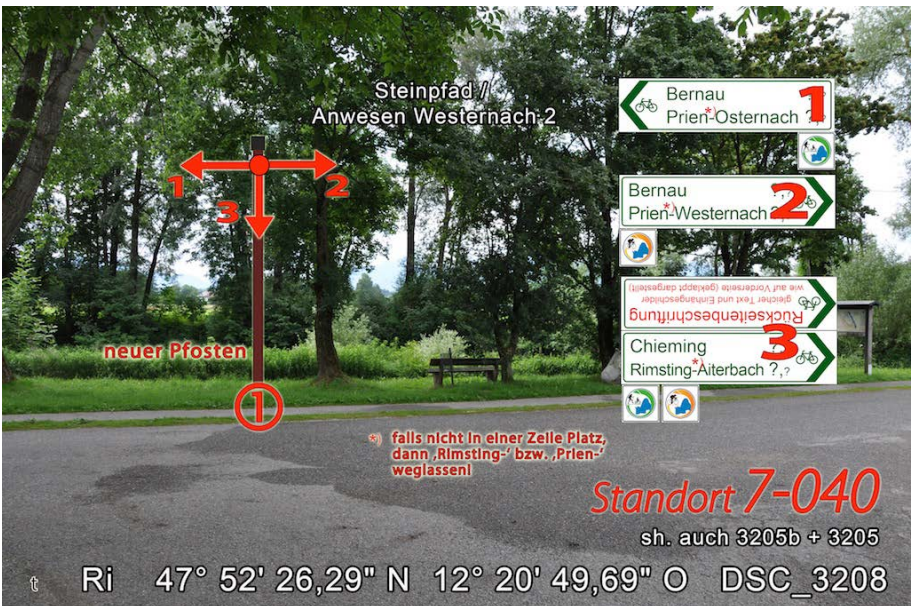 Steinpfad /
Anwesen Westernach 2
1
2
3
neuer Pfosten
1
Bernau
Prien-*)Osternach ?,?
1
Bernau
Prien-*)Westernach ?,?
2
Rückseitenbeschriftung
gleicher Text und Einhängeschilder
wie auf Vorderseite (geklappt dargestellt)
Chieming
Rimsting-*)Aiterbach ?,?
3
*) falls nicht in einer Zeile Platz,
dann ‚Rimsting-‘ bzw. ‚Prien-‘
weglassen!
Standort 7-040
sh. auch 3205b + 3205
t Ri 47° 52' 26,29" N 12° 20' 49,69" O DSC_3208